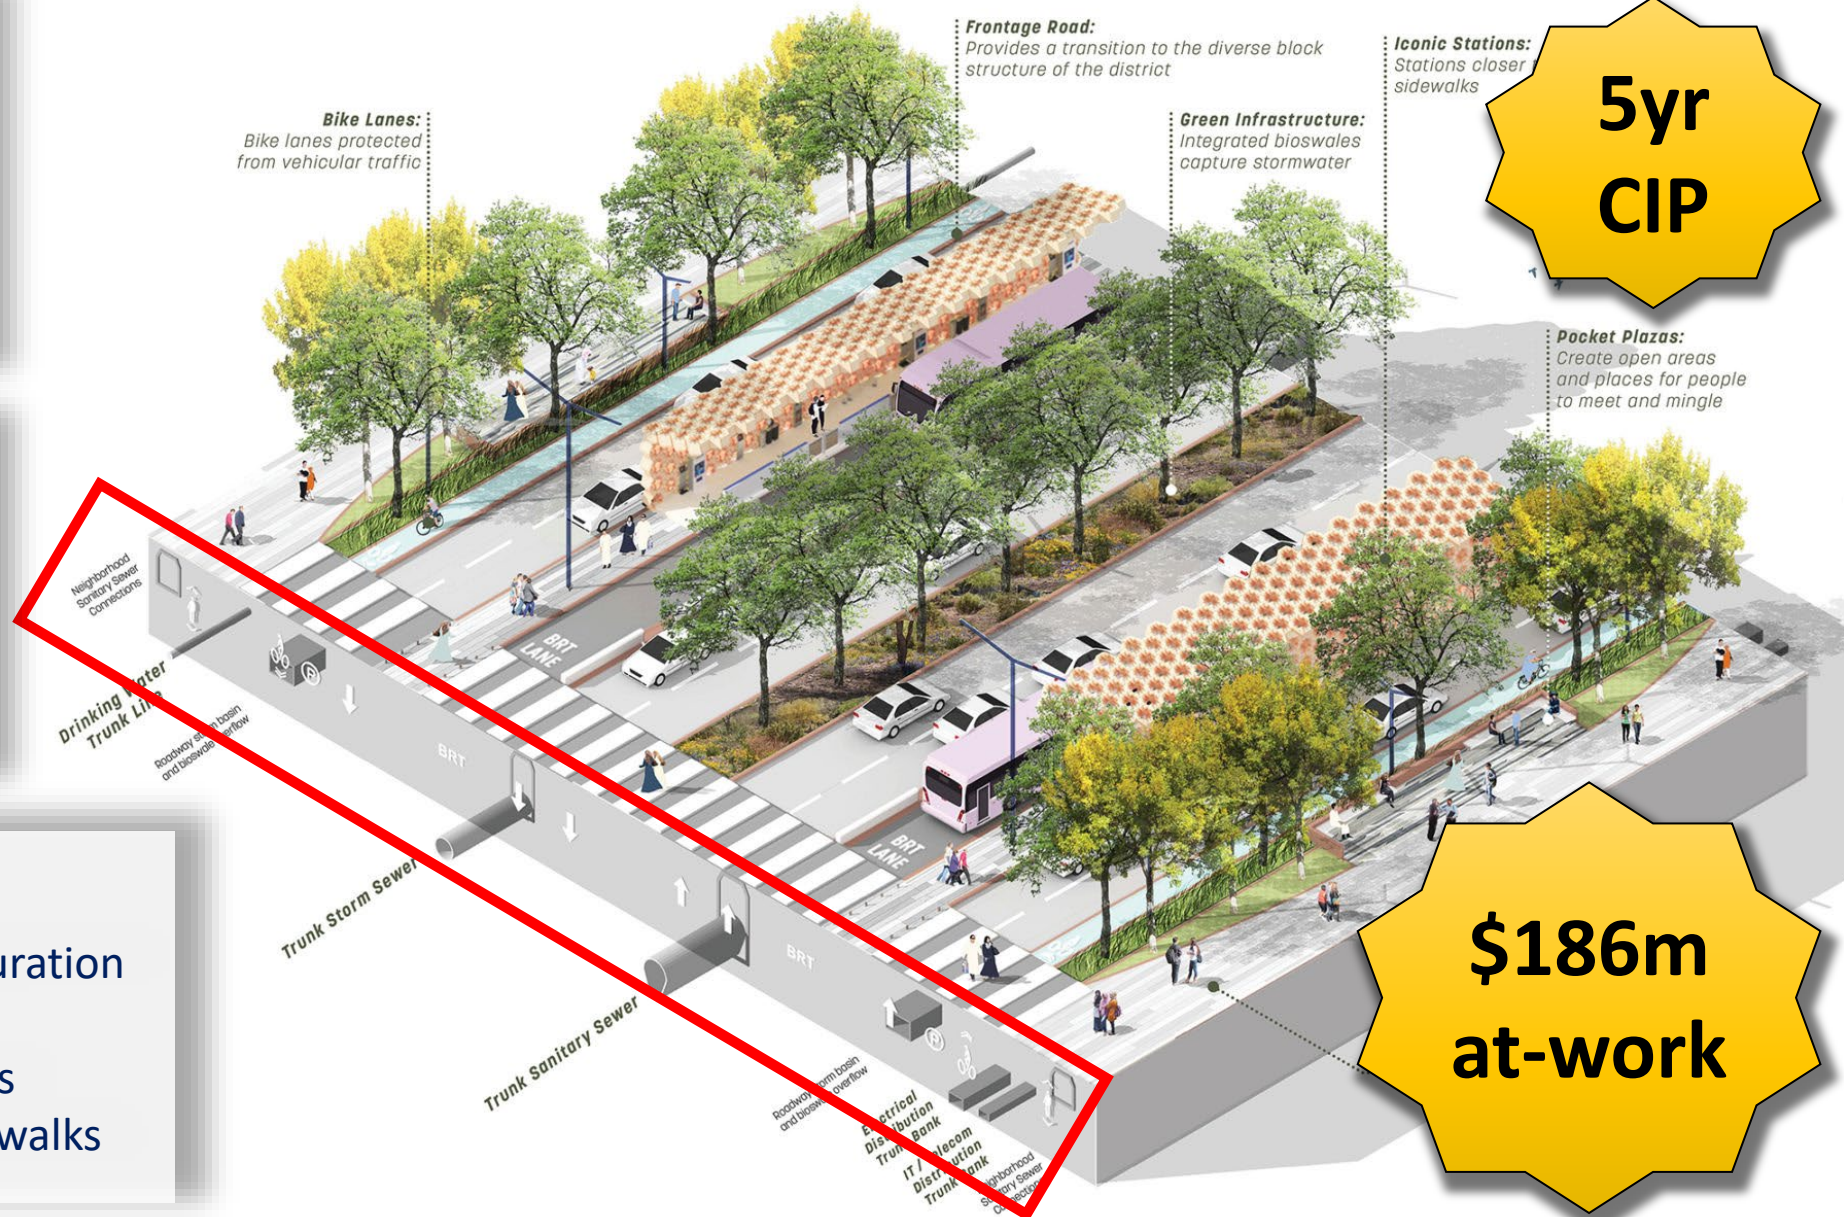 Frontage Road:
Provides a transition to the diverse block
structure of the district
Iconic Stations:
Stations closer
sidewalks
5yr
CIP
Bike Lanes:
Bike lanes protected
from vehicular traffic
Green Infrastructure:
Integrated bioswales
capture stormwater
Pocket Plazas:
Create open areas
and places for people
to meet and mingle
Neighborhood
Sanitary Sewer
Connections
Drinking Water
Trunk Line
Roadway storm basin
and bioswale overflow
BRT
LANE
BRT
Trunk Storm Sewer
BRT
LANE
BRT
Trunk Sanitary Sewer
P
P
Roadway storm basin
and bioswale overflow
Electrical
Distribution
Trunk Bank
IT / Telecom
Distribution
Trunk Bank
Neighborhood
Sanitary Sewer
Connections
$186m
at-work
uration
s
walks